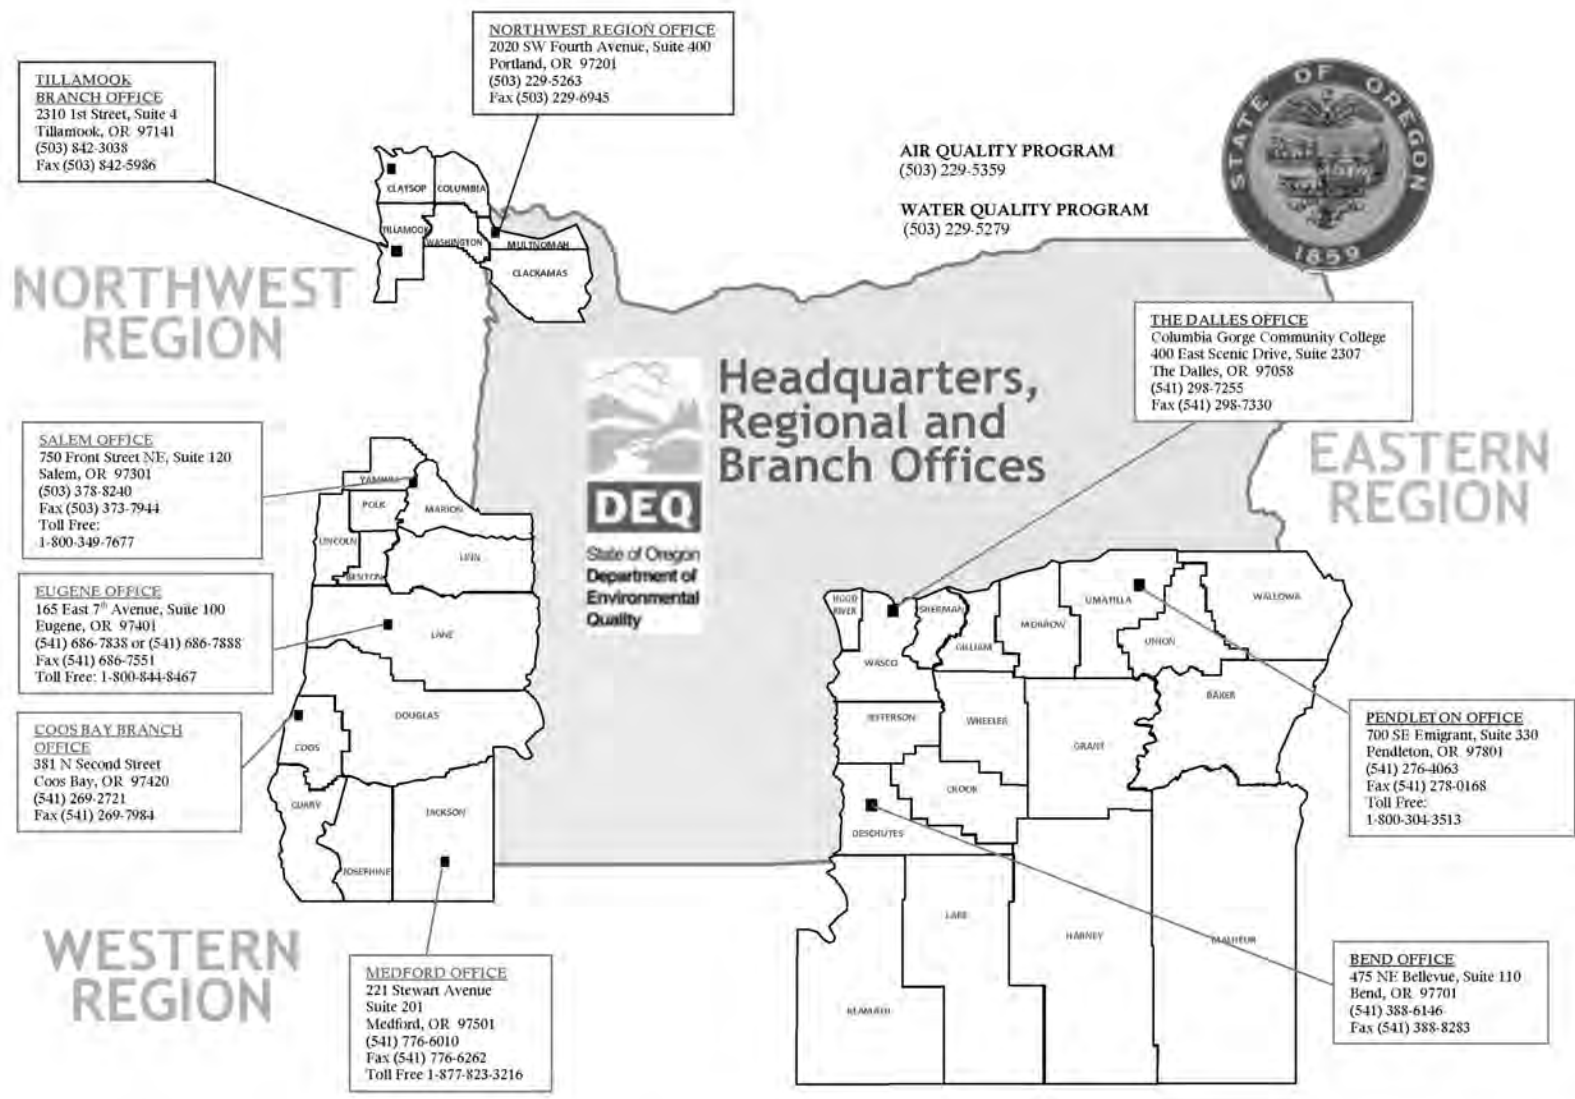 NORTHWEST REGION OFFICE
2020 SW Fourth Avenue, Suite 400
Portland, OR 97201
(503) 229-5263
Fax (503) 229-6945
TILLAMOOK
BRANCH OFFICE
2310 1st Street, Suite 4
Tillamook, OR 97141
(503) 842-3038
Fax (503) 842-5986
STATE OF OREGON
1859
AIR QUALITY PROGRAM
(503) 229-5359
WATER QUALITY PROGRAM
(503) 229-5279
CLAYSOP
COLUMBIA
TILLAMOOK
WASHINGTON
MULTNOMAH
CLACKAMAS
NORTHWEST
REGION
THE DALLES OFFICE
Columbia Gorge Community College
400 East Scenic Drive, Suite 2307
The Dalles, OR 97058
(541) 298-7255
Fax (541) 298-7330
Headquarters,
Regional and
Branch Offices
DEQ
State of Oregon
Department of
Environmental
Quality
EASTERN
REGION
SALEM OFFICE
750 Front Street NE, Suite 120
Salem, OR 97301
(503) 378-8240
Fax (503) 373-7944
Toll Free:
1-800-349-7677
YAMHILL
POLK
MARION
LINCOLN
BENTON
LINN
EUGENE OFFICE
165 East 7th Avenue, Suite 100
Eugene, OR 97401
(541) 686-7838 or (541) 686-7888
Fax (541) 686-7551
Toll Free: 1-800-844-8467
LANE
DOUGLAS
COOS BAY BRANCH
OFFICE
381 N Second Street
Coos Bay, OR 97420
(541) 269-2721
Fax (541) 269-7984
COOS
CURRY
JACKSON
JOSEPHINE
HOOD
RIVER
SHERMAN
UMATILLA
WALLOWA
MORROW
GILLIAM
UNION
WASCO
BAKER
JEFFERSON
WHEELER
GRANT
CROOK
DESCHUTES
LAKE
HARNEY
MALHEUR
KLAMATH
PENDLETON OFFICE
700 SE Emigrant, Suite 330
Pendleton, OR 97801
(541) 276-4063
Fax (541) 278-0168
Toll Free:
1-800-304-3513
WESTERN
REGION
MEDFORD OFFICE
221 Stewart Avenue
Suite 201
Medford, OR 97501
(541) 776-6010
Fax (541) 776-6262
Toll Free 1-877-823-3216
BEND OFFICE
475 NE Bellevue, Suite 110
Bend, OR 97701
(541) 388-6146
Fax (541) 388-8283